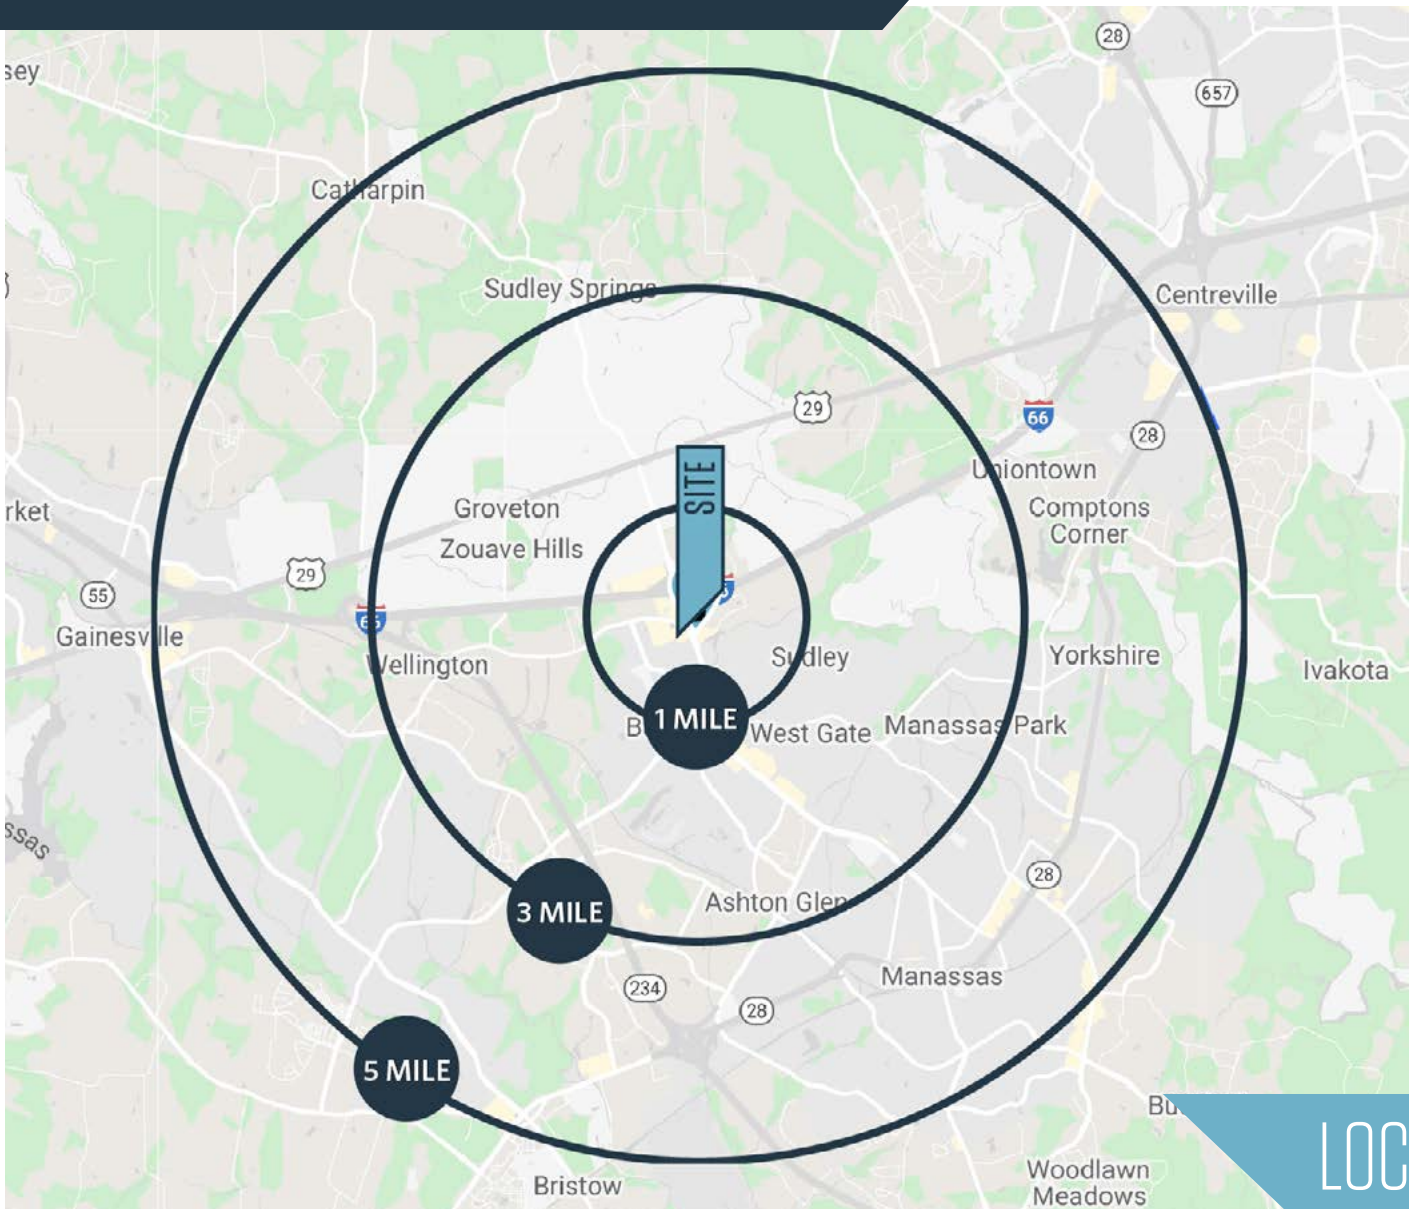 28
657
sey
Catharpin
Sudley Springs
Centreville
29
66
28
SITE
Uniontown
Groveton
rket
Comptons
Corner
Zouave Hills
29
55
66
Gainesville
Wellington
Sudley
Yorkshire
Ivakota
1 MILE
West Gate
Manassas Park
ssas
28
Ashton Glen
3 MILE
Manassas
234
28
5 MILE
Bu
LOC
Woodlawn
Meadows
Bristow